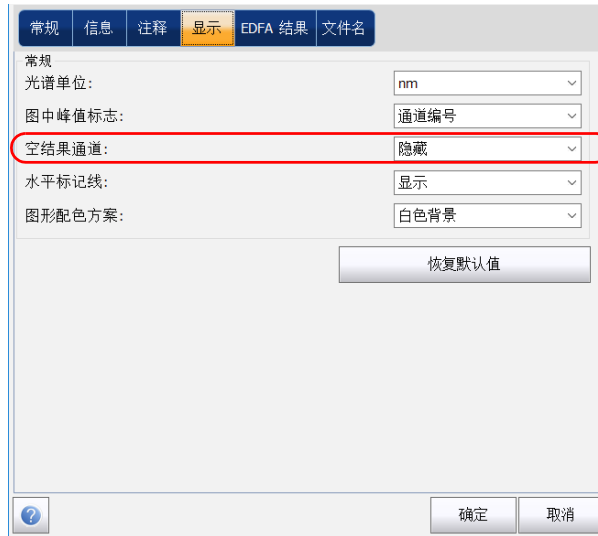 常规 信息 注释 显示 EDFA 结果 文件名
常规
光谱单位: nm
图中峰值标志: 通道编号
空结果通道: 隐藏
水平标记线: 显示
图形配色方案: 白色背景
恢复默认值
? 确定 取消